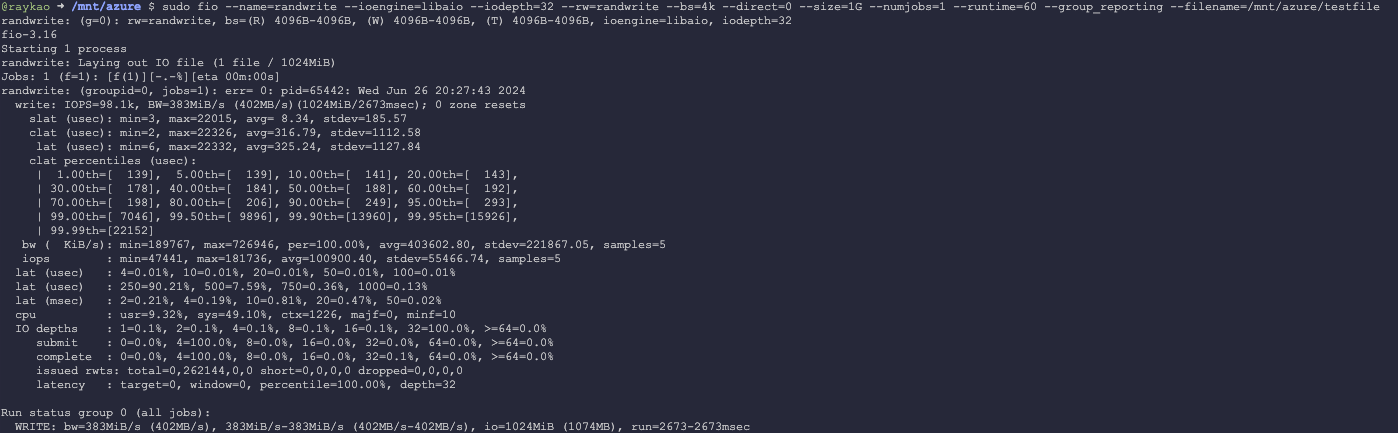 @raykao ➜ /mnt/azure $ sudo fio --name=randwrite --ioengine=libaio --iodepth=32 --rw=randwrite --bs=4k --direct=0 --size=1G --numjobs=1 --runtime=60 --group_reporting --filename=/mnt/azure/testfile
randwrite: (g=0): rw=randwrite, bs=(R) 4096B-4096B, (W) 4096B-4096B, (T) 4096B-4096B, ioengine=libaio, iodepth=32
fio-3.16
Starting 1 process
randwrite: Laying out IO file (1 file / 1024MiB)
Jobs: 1 (f=1): [f(1)][-.-%][eta 00m:00s]
randwrite: (groupid=0, jobs=1): err= 0: pid=65442: Wed Jun 26 20:27:43 2024
  write: IOPS=98.1k, BW=383MiB/s (402MB/s)(1024MiB/2673msec); 0 zone resets
    slat (usec): min=3, max=22015, avg= 8.34, stdev=185.57
    clat (usec): min=2, max=22326, avg=316.79, stdev=1112.58
     lat (usec): min=6, max=22332, avg=325.24, stdev=1127.84
    clat percentiles (usec):
     |  1.00th=[  139],  5.00th=[  139], 10.00th=[  141], 20.00th=[  143],
     | 30.00th=[  178], 40.00th=[  184], 50.00th=[  188], 60.00th=[  192],
     | 70.00th=[  198], 80.00th=[  206], 90.00th=[  249], 95.00th=[  293],
     | 99.00th=[ 7046], 99.50th=[ 9896], 99.90th=[13960], 99.95th=[15926],
     | 99.99th=[22152]
   bw (  KiB/s): min=189767, max=726946, per=100.00%, avg=403602.80, stdev=221867.05, samples=5
   iops        : min=47441, max=181736, avg=100900.40, stdev=55466.74, samples=5
  lat (usec)   : 4=0.01%, 10=0.01%, 20=0.01%, 50=0.01%, 100=0.01%
  lat (usec)   : 250=90.21%, 500=7.59%, 750=0.36%, 1000=0.13%
  lat (msec)   : 2=0.21%, 4=0.19%, 10=0.81%, 20=0.47%, 50=0.02%
  cpu          : usr=9.32%, sys=49.10%, ctx=1226, majf=0, minf=10
  IO depths    : 1=0.1%, 2=0.1%, 4=0.1%, 8=0.1%, 16=0.1%, 32=100.0%, >=64=0.0%
     submit    : 0=0.0%, 4=100.0%, 8=0.0%, 16=0.0%, 32=0.0%, 64=0.0%, >=64=0.0%
     complete  : 0=0.0%, 4=100.0%, 8=0.0%, 16=0.0%, 32=0.1%, 64=0.0%, >=64=0.0%
     issued rwts: total=0,262144,0,0 short=0,0,0,0 dropped=0,0,0,0
     latency   : target=0, window=0, percentile=100.00%, depth=32
Run status group 0 (all jobs):
  WRITE: bw=383MiB/s (402MB/s), 383MiB/s-383MiB/s (402MB/s-402MB/s), io=1024MiB (1074MB), run=2673-2673msec